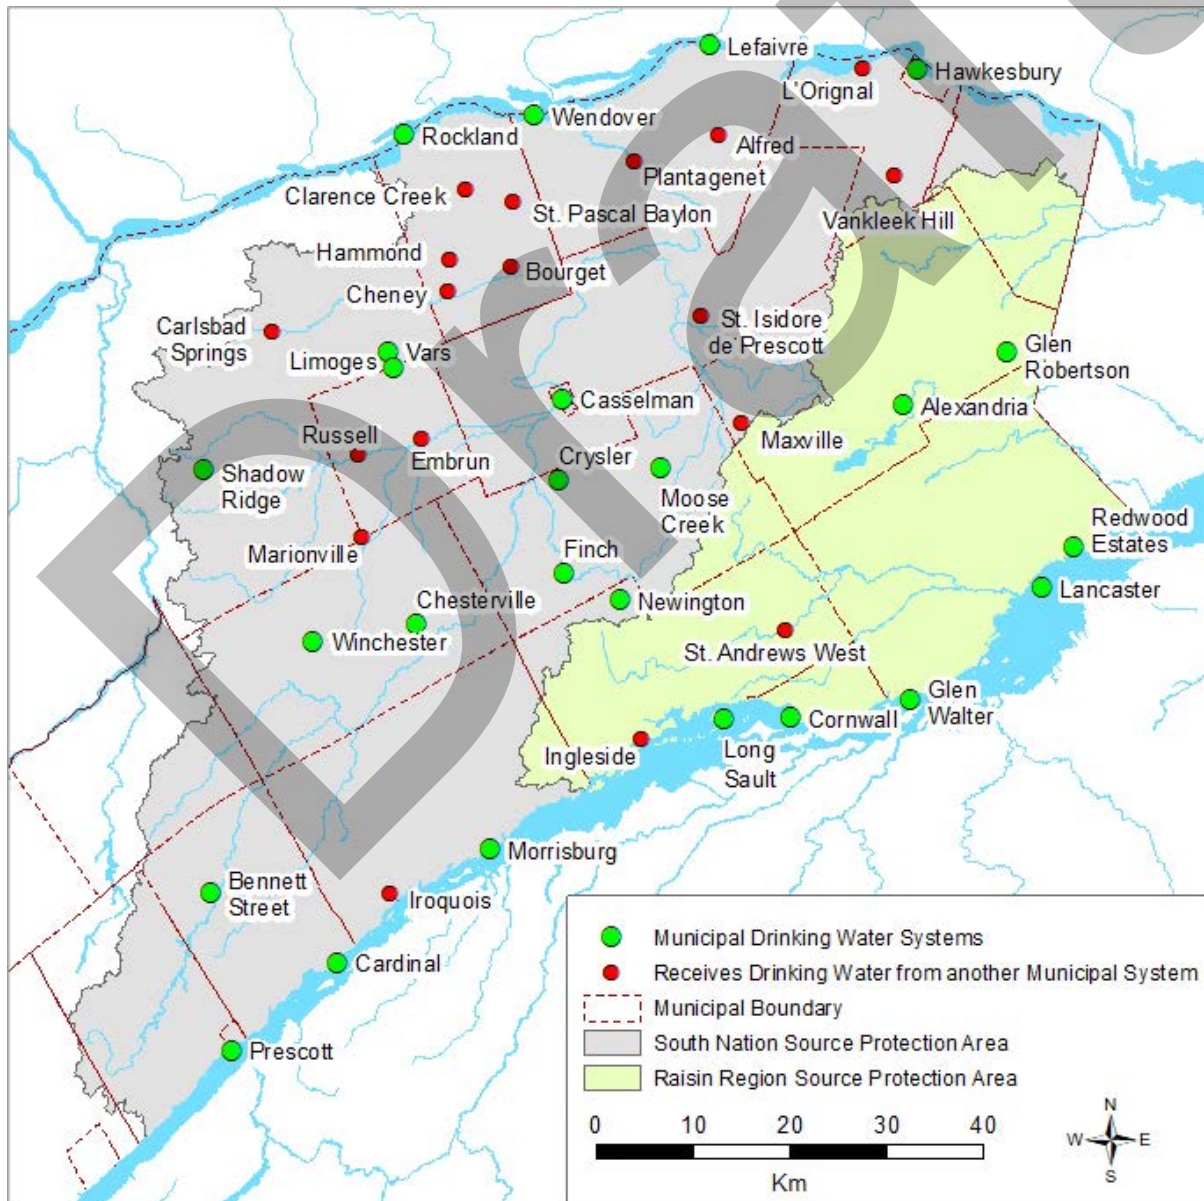 Lefaivre
L'Orignal
Hawkesbury
Wendover
Rockland
Alfred
Plantagenet
Clarence Creek
St. Pascal Baylon
Vankleek Hill
Hammond
Bourget
Cheney
Carlsbad
Springs
St. Isidore
de Prescott
Vars
Limoges
Glen
Robertson
Casselman
Alexandria
Russell
Embrun
Maxville
Crysler
Shadow
Ridge
Moose
Creek
Marionville
Finch
Redwood
Estates
Lancaster
Chesterville
Newington
Winchester
St. Andrews West
Glen
Walter
Cornwall
Long
Sault
Ingleside
Morrisburg
Bennett
Street
Iroquois
Cardinal
Prescott
Municipal Drinking Water Systems
Receives Drinking Water from another Municipal System
Municipal Boundary
South Nation Source Protection Area
Raisin Region Source Protection Area
0 10 20 30 40
Km
N
W E
S
Draft